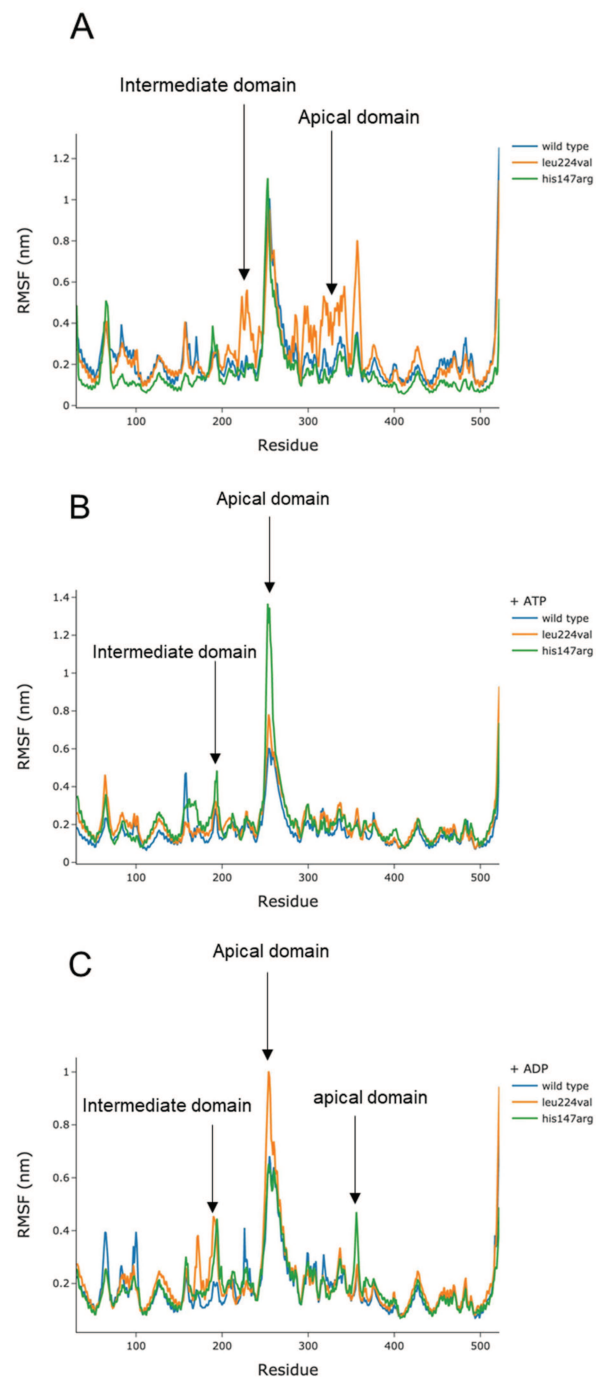 A
Intermediate domain
Apical domain
wild type
leu224val
his147arg
RMSF (nm)
1.2
1
0.8
0.6
0.4
0.2
0
100 200 300 400 500
Residue
B
Apical domain
Intermediate domain
+ ATP
wild type
leu224val
his147arg
RMSF (nm)
1.4
1.2
1
0.8
0.6
0.4
0.2
0
100 200 300 400 500
Residue
C
Apical domain
Intermediate domain
apical domain
+ ADP
wild type
leu224val
his147arg
RMSF (nm)
1
0.8
0.6
0.4
0.2
100 200 300 400 500
Residue